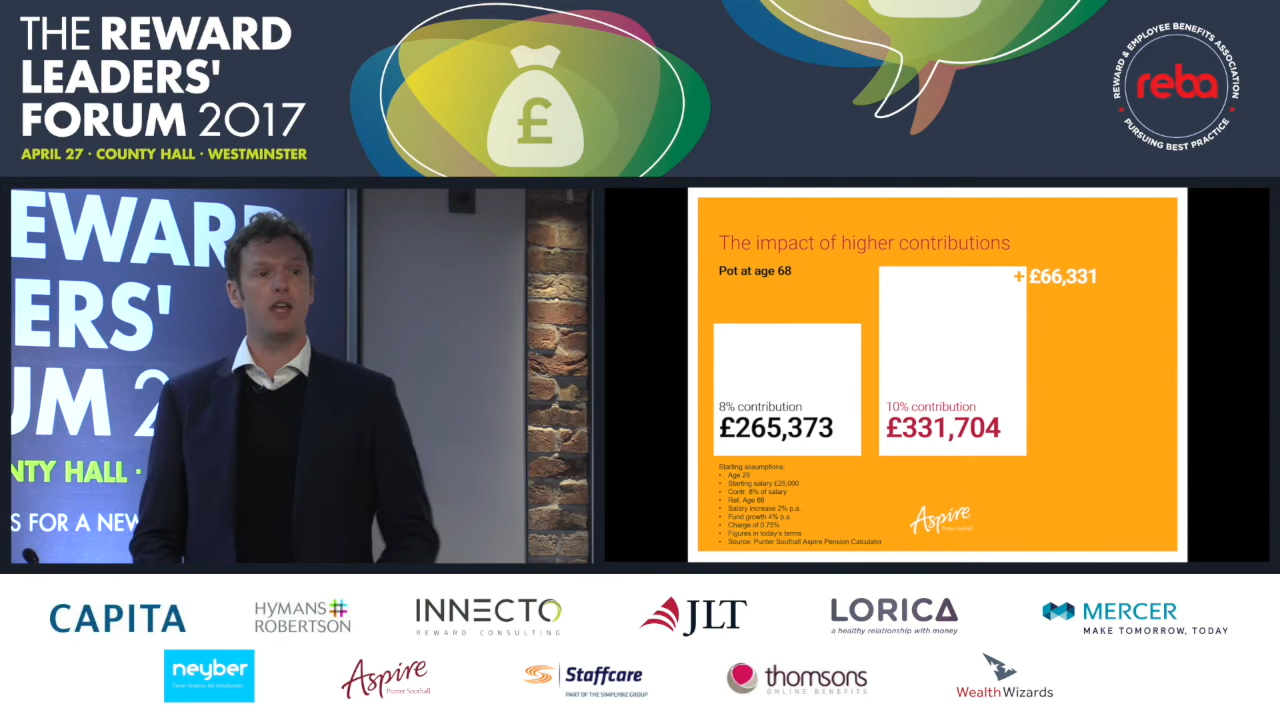 THE REWARD
LEADERS'
FORUM 2017
APRIL 27 · COUNTY HALL · WESTMINSTER
£
REWARD & EMPLOYEE BENEFITS ASSOCIATION
reba
PURSUING BEST PRACTICE
EWARD
ERS'
UM 2
NTY HALL ·
S FOR A NEW
The impact of higher contributions
Pot at age 68
+ £66,331
8% contribution
£265,373
10% contribution
£331,704
Starting assumptions:
• Age 25
• Starting salary £25,000
• Contr. 8% of salary
• Ret. Age 68
• Salary increase 2% p.a.
• Fund growth 4% p.a.
• Charge of 0.75%
• Figures in today's terms
• Source: Punter Southall Aspire Pension Calculator
Aspire
Punter Southall
CAPITA
HYMANS # ROBERTSON
INNECTO
REWARD CONSULTING
JLT
LORICA
a healthy relationship with money
MERCER
MAKE TOMORROW, TODAY
neyber
Aspire
Punter Southall
Staffcare
PART OF THE SIMPLYBIZ GROUP
thomsons
ONLINE BENEFITS
WealthWizards